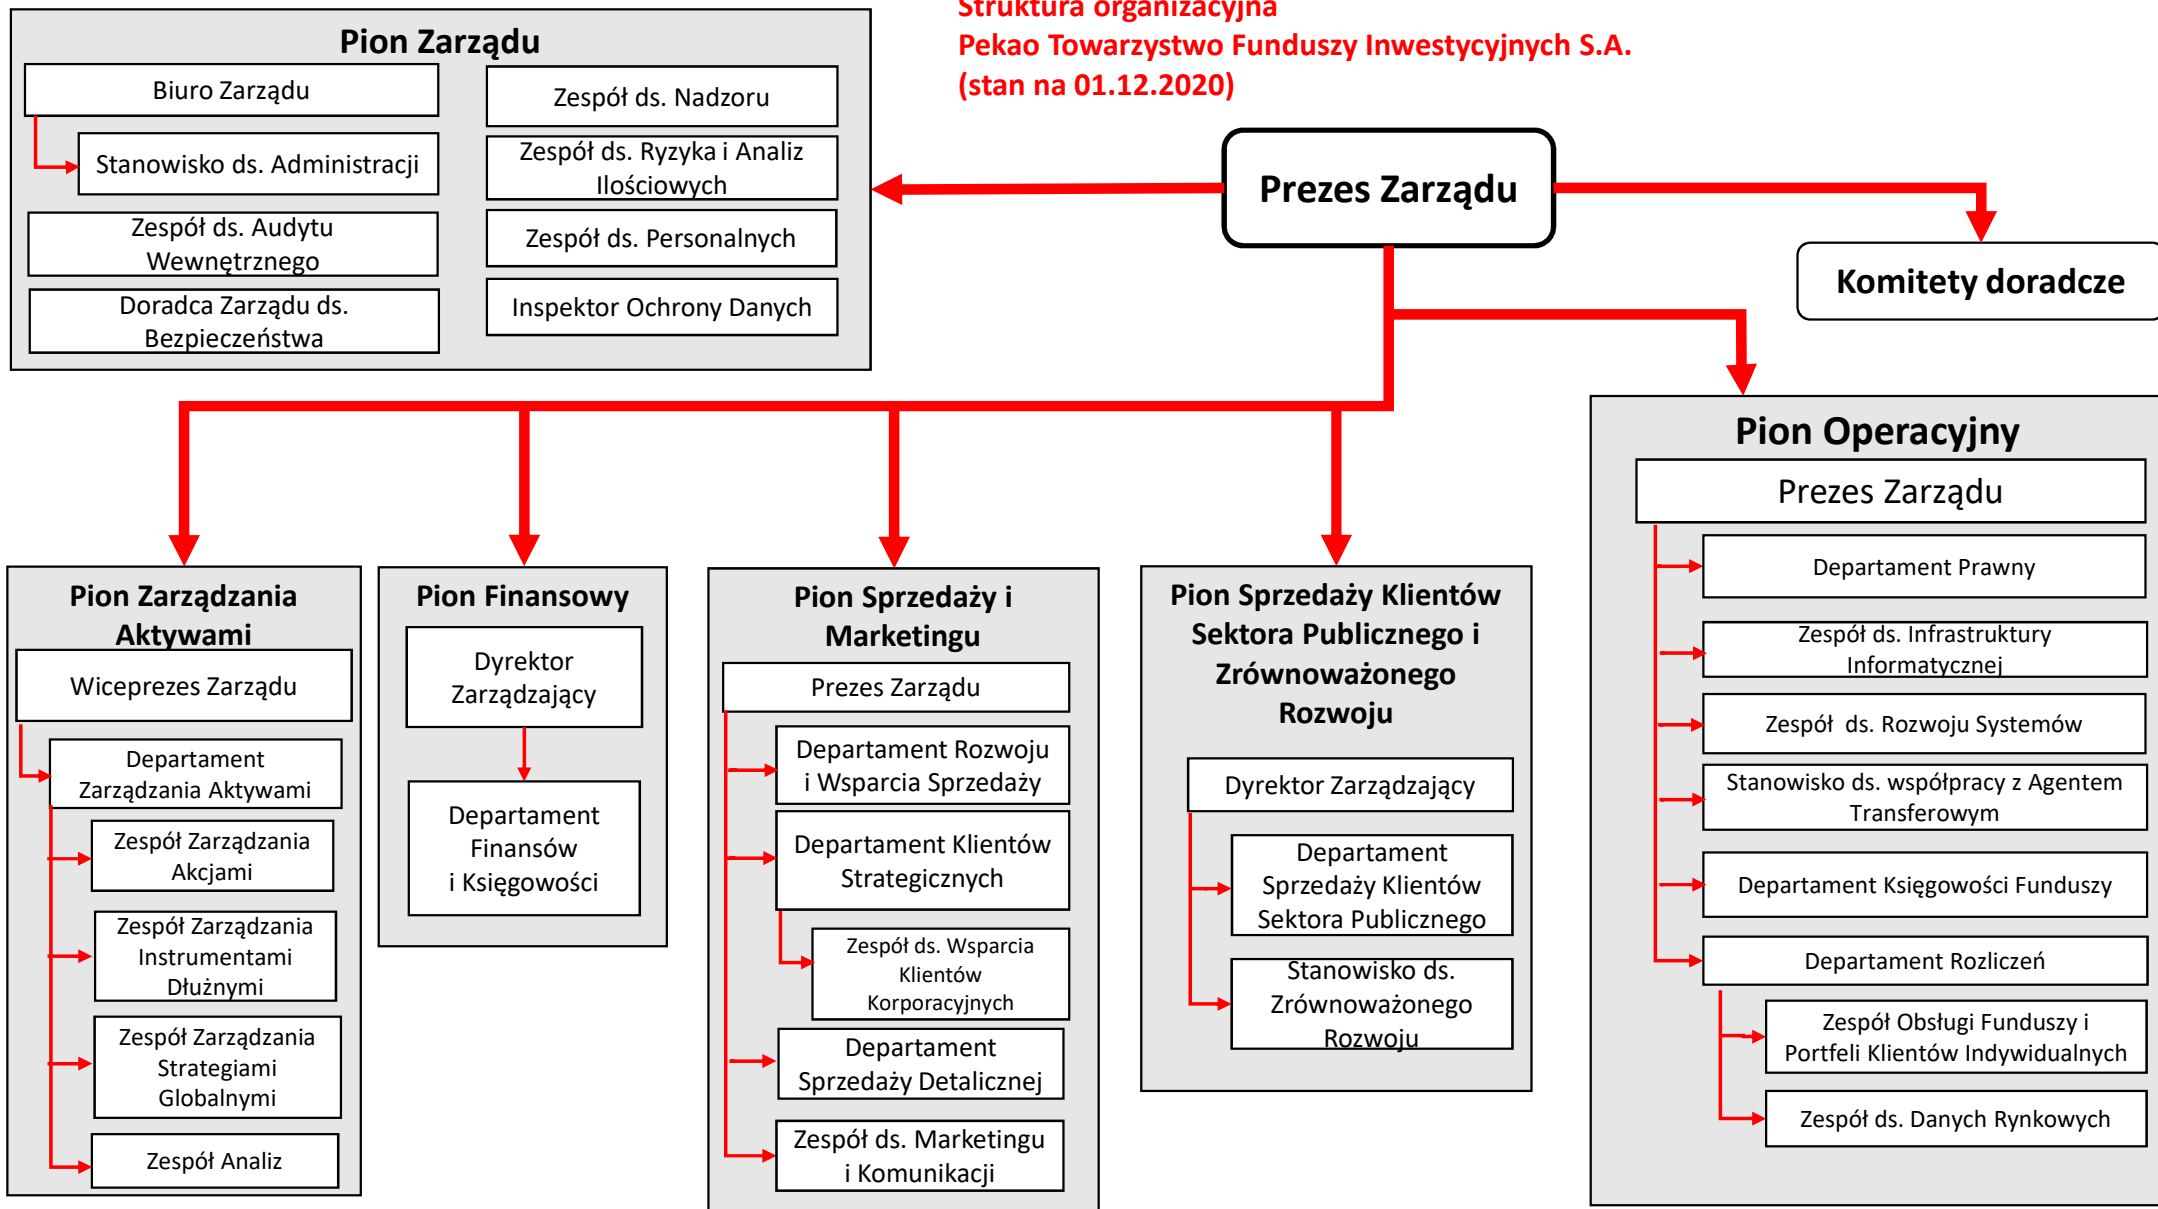 Struktura organizacyjna
Pekao Towarzystwo Funduszy Inwestycyjnych S.A.
(stan na 01.12.2020)
Pion Zarządu
Biuro Zarządu
Stanowisko ds. Administracji
Zespół ds. Audytu
Wewnętrznego
Doradca Zarządu ds.
Bezpieczeństwa
Zespół ds. Nadzoru
Zespół ds. Ryzyka i Analiz
Ilościowych
Zespół ds. Personalnych
Inspektor Ochrony Danych
Prezes Zarządu
Komitety doradcze
Pion Zarządzania
Aktywami
Wiceprezes Zarządu
Departament
Zarządzania Aktywami
Zespół Zarządzania
Akcjami
Zespół Zarządzania
Instrumentami
Dłużnymi
Zespół Zarządzania
Strategiami
Globalnymi
Zespół Analiz
Pion Finansowy
Dyrektor
Zarządzający
Departament
Finansów
i Księgowości
Pion Sprzedaży i
Marketingu
Prezes Zarządu
Departament Rozwoju
i Wsparcia Sprzedaży
Departament Klientów
Strategicznych
Zespół ds. Wsparcia
Klientów
Korporacyjnych
Departament
Sprzedaży Detalicznej
Zespół ds. Marketingu
i Komunikacji
Pion Sprzedaży Klientów
Sektora Publicznego i
Zrównoważonego
Rozwoju
Dyrektor Zarządzający
Departament
Sprzedaży Klientów
Sektora Publicznego
Stanowisko ds.
Zrównoważonego
Rozwoju
Pion Operacyjny
Prezes Zarządu
Departament Prawny
Zespół ds. Infrastruktury
Informatycznej
Zespół  ds. Rozwoju Systemów
Stanowisko ds. współpracy z Agentem
Transferowym
Departament Księgowości Funduszy
Departament Rozliczeń
Zespół Obsługi Funduszy i
Portfeli Klientów Indywidualnych
Zespół ds. Danych Rynkowych